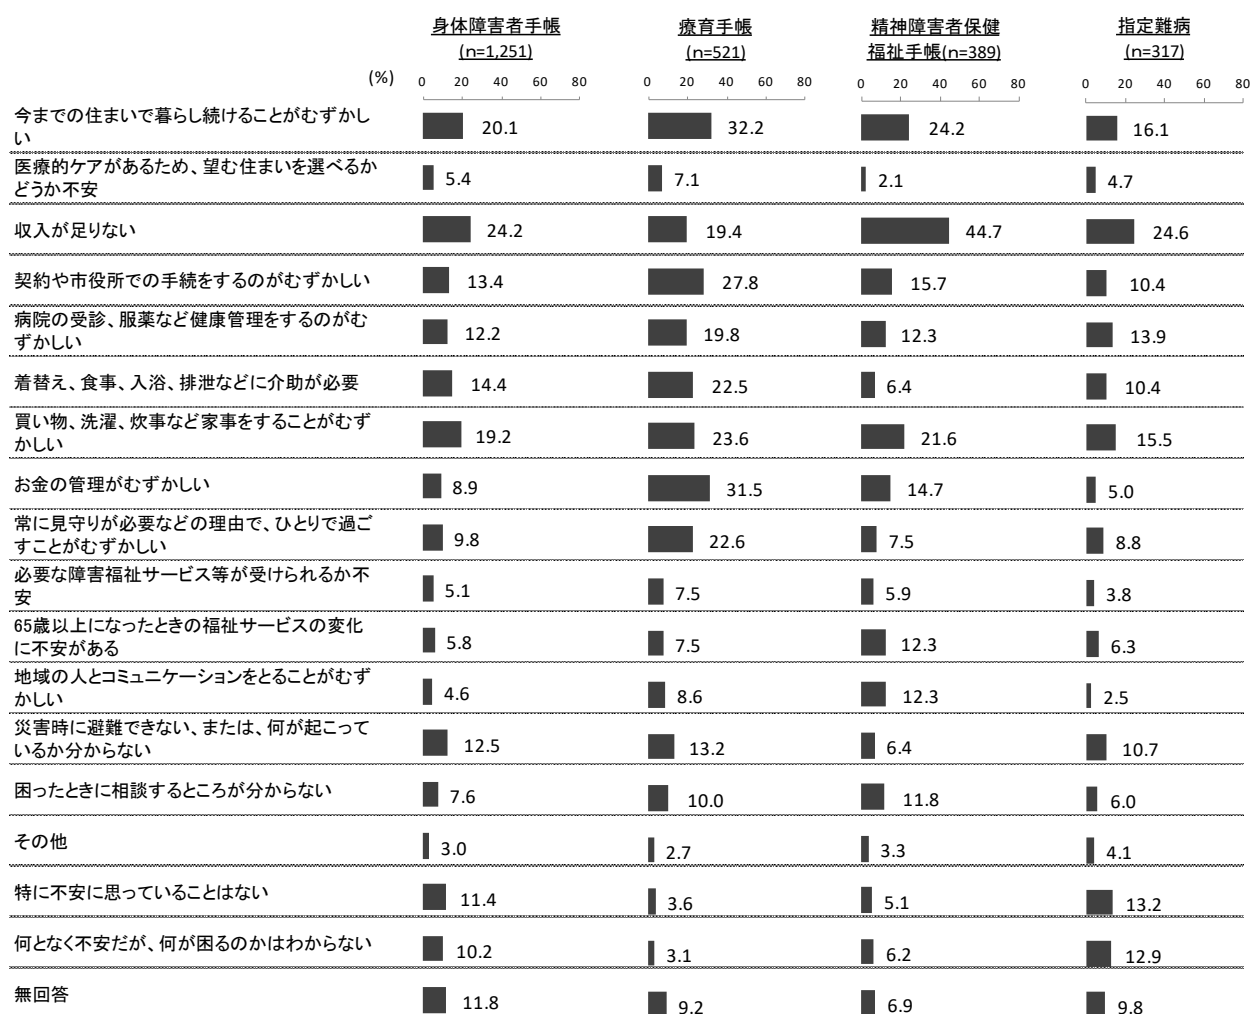 身体障害者手帳
(n=1,251)
療育手帳
(n=521)
精神障害者保健
福祉手帳(n=389)
指定難病
(n=317)
(%)
0 20 40 60 80
0 20 40 60 80
0 20 40 60 80
0 20 40 60 80
今までの住まいで暮らし続けることがむずかし
い
20.1 32.2 24.2 16.1
医療的ケアがあるため、望む住まいを選べるか
どうか不安
5.4 7.1 2.1 4.7
収入が足りない
24.2 19.4 44.7 24.6
契約や市役所での手続をするのがむずかしい
13.4 27.8 15.7 10.4
病院の受診、服薬など健康管理をするのがむ
ずかしい
12.2 19.8 12.3 13.9
着替え、食事、入浴、排泄などに介助が必要
14.4 22.5 6.4 10.4
買い物、洗濯、炊事など家事をすることがむず
かしい
19.2 23.6 21.6 15.5
お金の管理がむずかしい
8.9 31.5 14.7 5.0
常に見守りが必要などの理由で、ひとりで過ご
すことがむずかしい
9.8 22.6 7.5 8.8
必要な障害福祉サービス等が受けられるか不
安
5.1 7.5 5.9 3.8
65歳以上になったときの福祉サービスの変化
に不安がある
5.8 7.5 12.3 6.3
地域の人とコミュニケーションをとることがむず
かしい
4.6 8.6 12.3 2.5
災害時に避難できない、または、何が起こって
いるか分からない
12.5 13.2 6.4 10.7
困ったときに相談するところが分からない
7.6 10.0 11.8 6.0
その他
3.0 2.7 3.3 4.1
特に不安に思っていることはない
11.4 3.6 5.1 13.2
何となく不安だが、何が困るのかはわからない
10.2 3.1 6.2 12.9
無回答
11.8 9.2 6.9 9.8